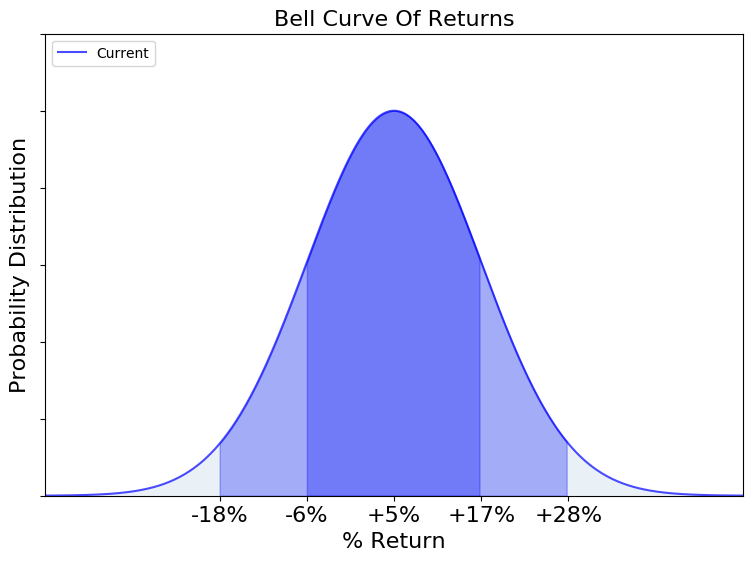 Bell Curve Of Returns
Current
Probability Distribution
-18% -6% +5% +17% +28%
% Return